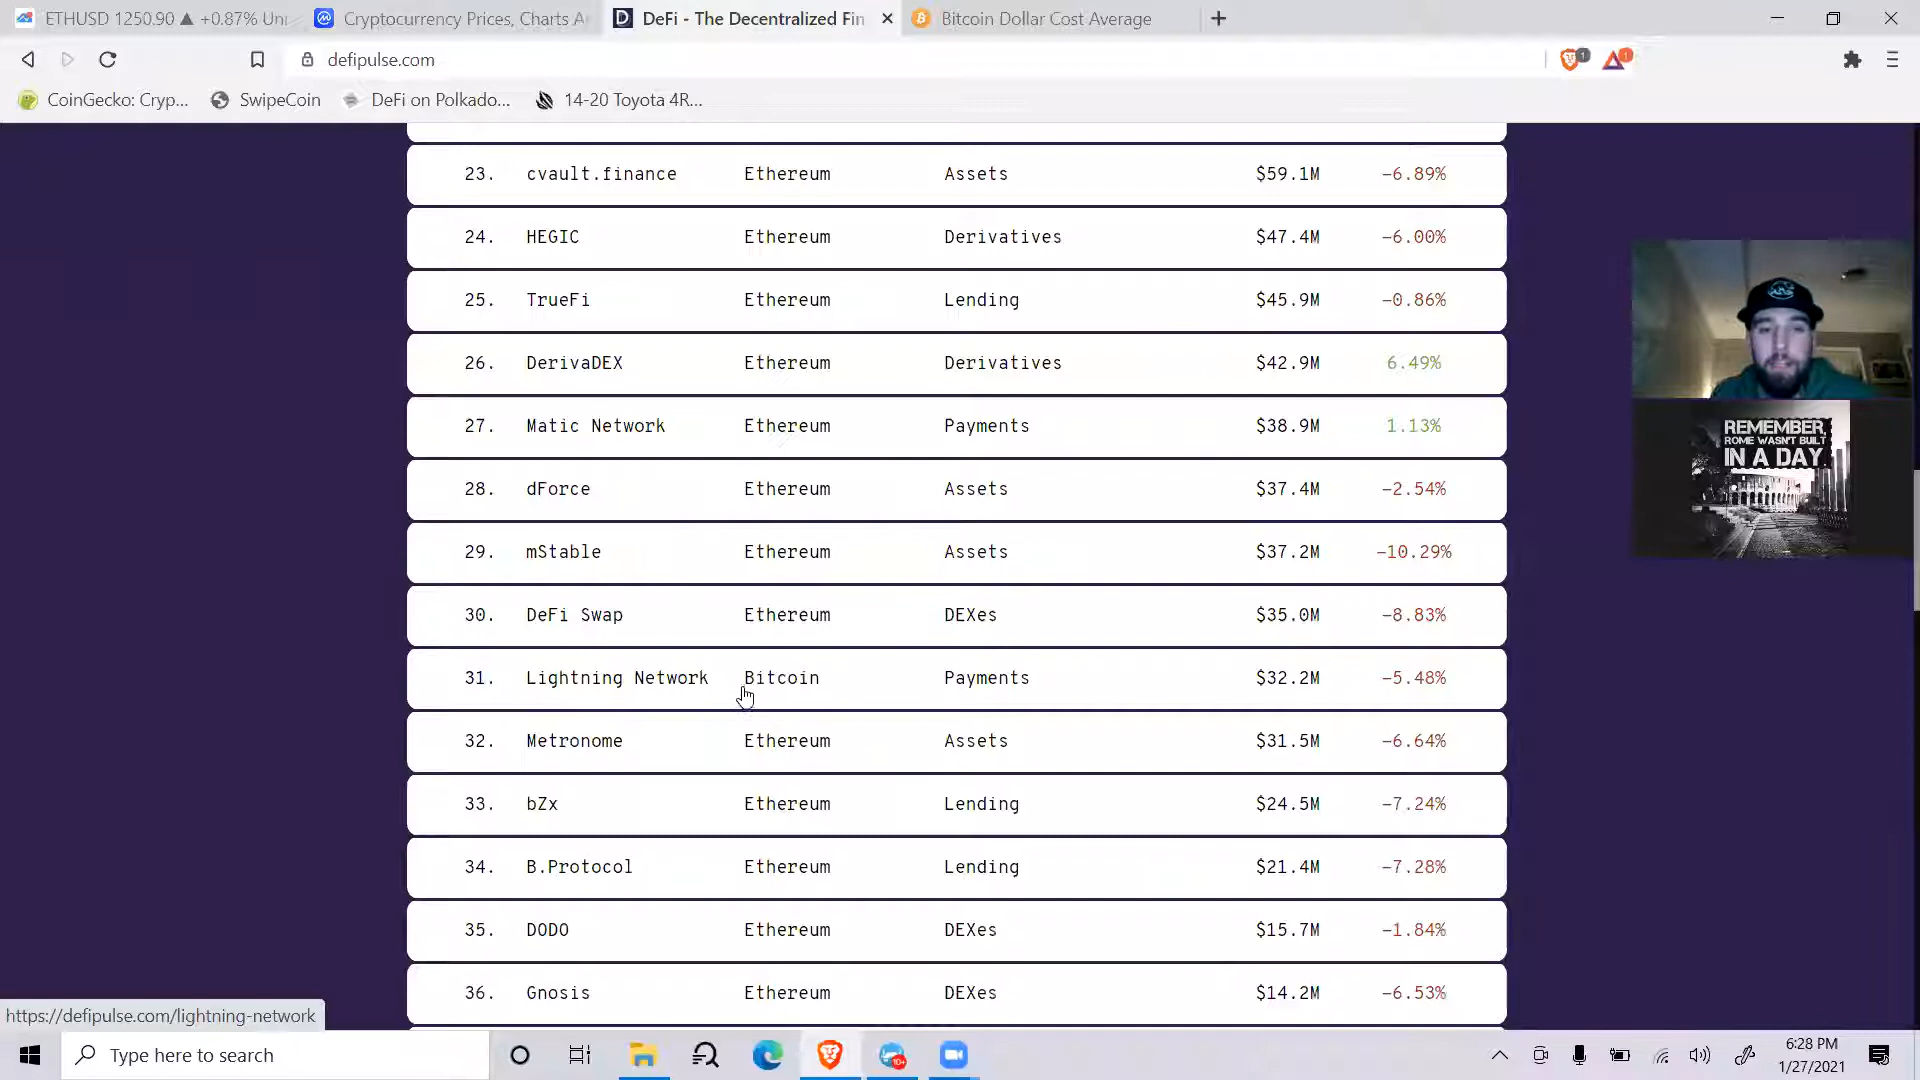 ETHUSD 1250.90 ▲ +0.87% Un
Cryptocurrency Prices, Charts A
DeFi - The Decentralized Fin
Bitcoin Dollar Cost Average
defipulse.com
1
1
CoinGecko: Cryp...
SwipeCoin
DeFi on Polkado...
14-20 Toyota 4R...
23. cvault.finance Ethereum Assets $59.1M -6.89%
24. HEGIC Ethereum Derivatives $47.4M -6.00%
25. TrueFi Ethereum Lending $45.9M -0.86%
26. DerivaDEX Ethereum Derivatives $42.9M 6.49%
27. Matic Network Ethereum Payments $38.9M 1.13%
28. dForce Ethereum Assets $37.4M -2.54%
29. mStable Ethereum Assets $37.2M -10.29%
30. DeFi Swap Ethereum DEXes $35.0M -8.83%
31. Lightning Network Bitcoin Payments $32.2M -5.48%
32. Metronome Ethereum Assets $31.5M -6.64%
33. bZx Ethereum Lending $24.5M -7.24%
34. B.Protocol Ethereum Lending $21.4M -7.28%
35. DODO Ethereum DEXes $15.7M -1.84%
36. Gnosis Ethereum DEXes $14.2M -6.53%
REMEMBER,
ROME WASN'T BUILT
IN A DAY
https://defipulse.com/lightning-network
Type here to search
10+
6:28 PM
1/27/2021